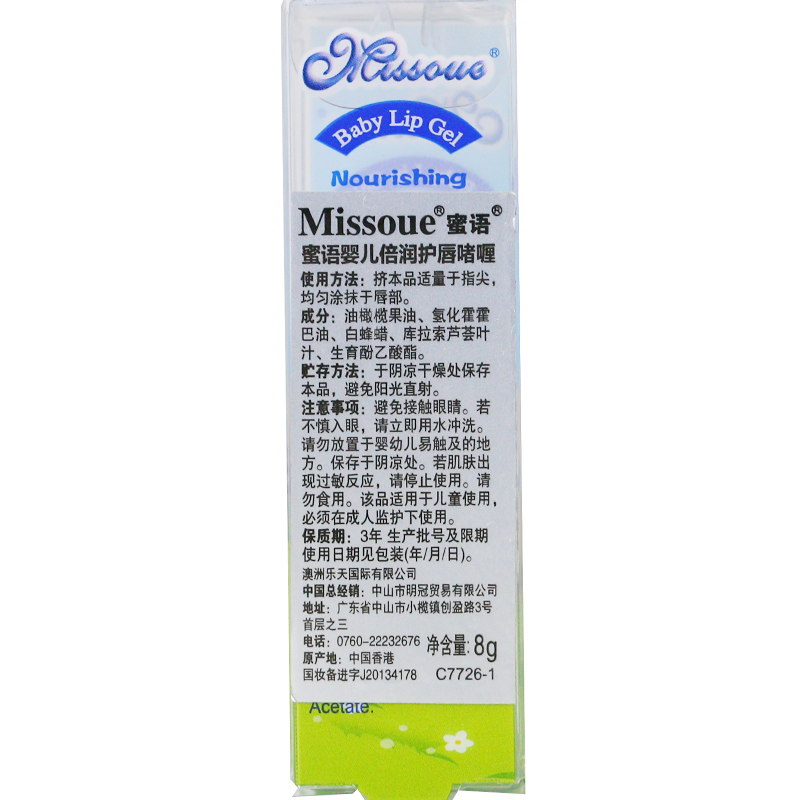 Missoue®
Baby Lip Gel
Nourishing
Missoue® 蜜语®
蜜语婴儿倍润护唇啫喱
使用方法：挤本品适量于指尖，
均匀涂抹于唇部。
成分：油橄榄果油、氢化霍霍
巴油、白蜂蜡、库拉索芦荟叶
汁、生育酚乙酸酯。
贮存方法：于阴凉干燥处保存
本品，避免阳光直射。
注意事项：避免接触眼睛。若
不慎入眼，请立即用水冲洗。
请勿放置于婴幼儿易触及的地
方。保存于阴凉处。若肌肤出
现过敏反应，请停止使用。请
勿食用。该品适用于儿童使用，
必须在成人监护下使用。
保质期：3年 生产批号及限期
使用日期见包装(年/月/日)。
澳洲乐天国际有限公司
中国总经销：中山市明冠贸易有限公司
地址：广东省中山市小榄镇创盈路3号
首层之三
电话：0760-22232676 净含量: 8g
原产地：中国香港
国妆备进字J20134178 C7726-1
Acetate.